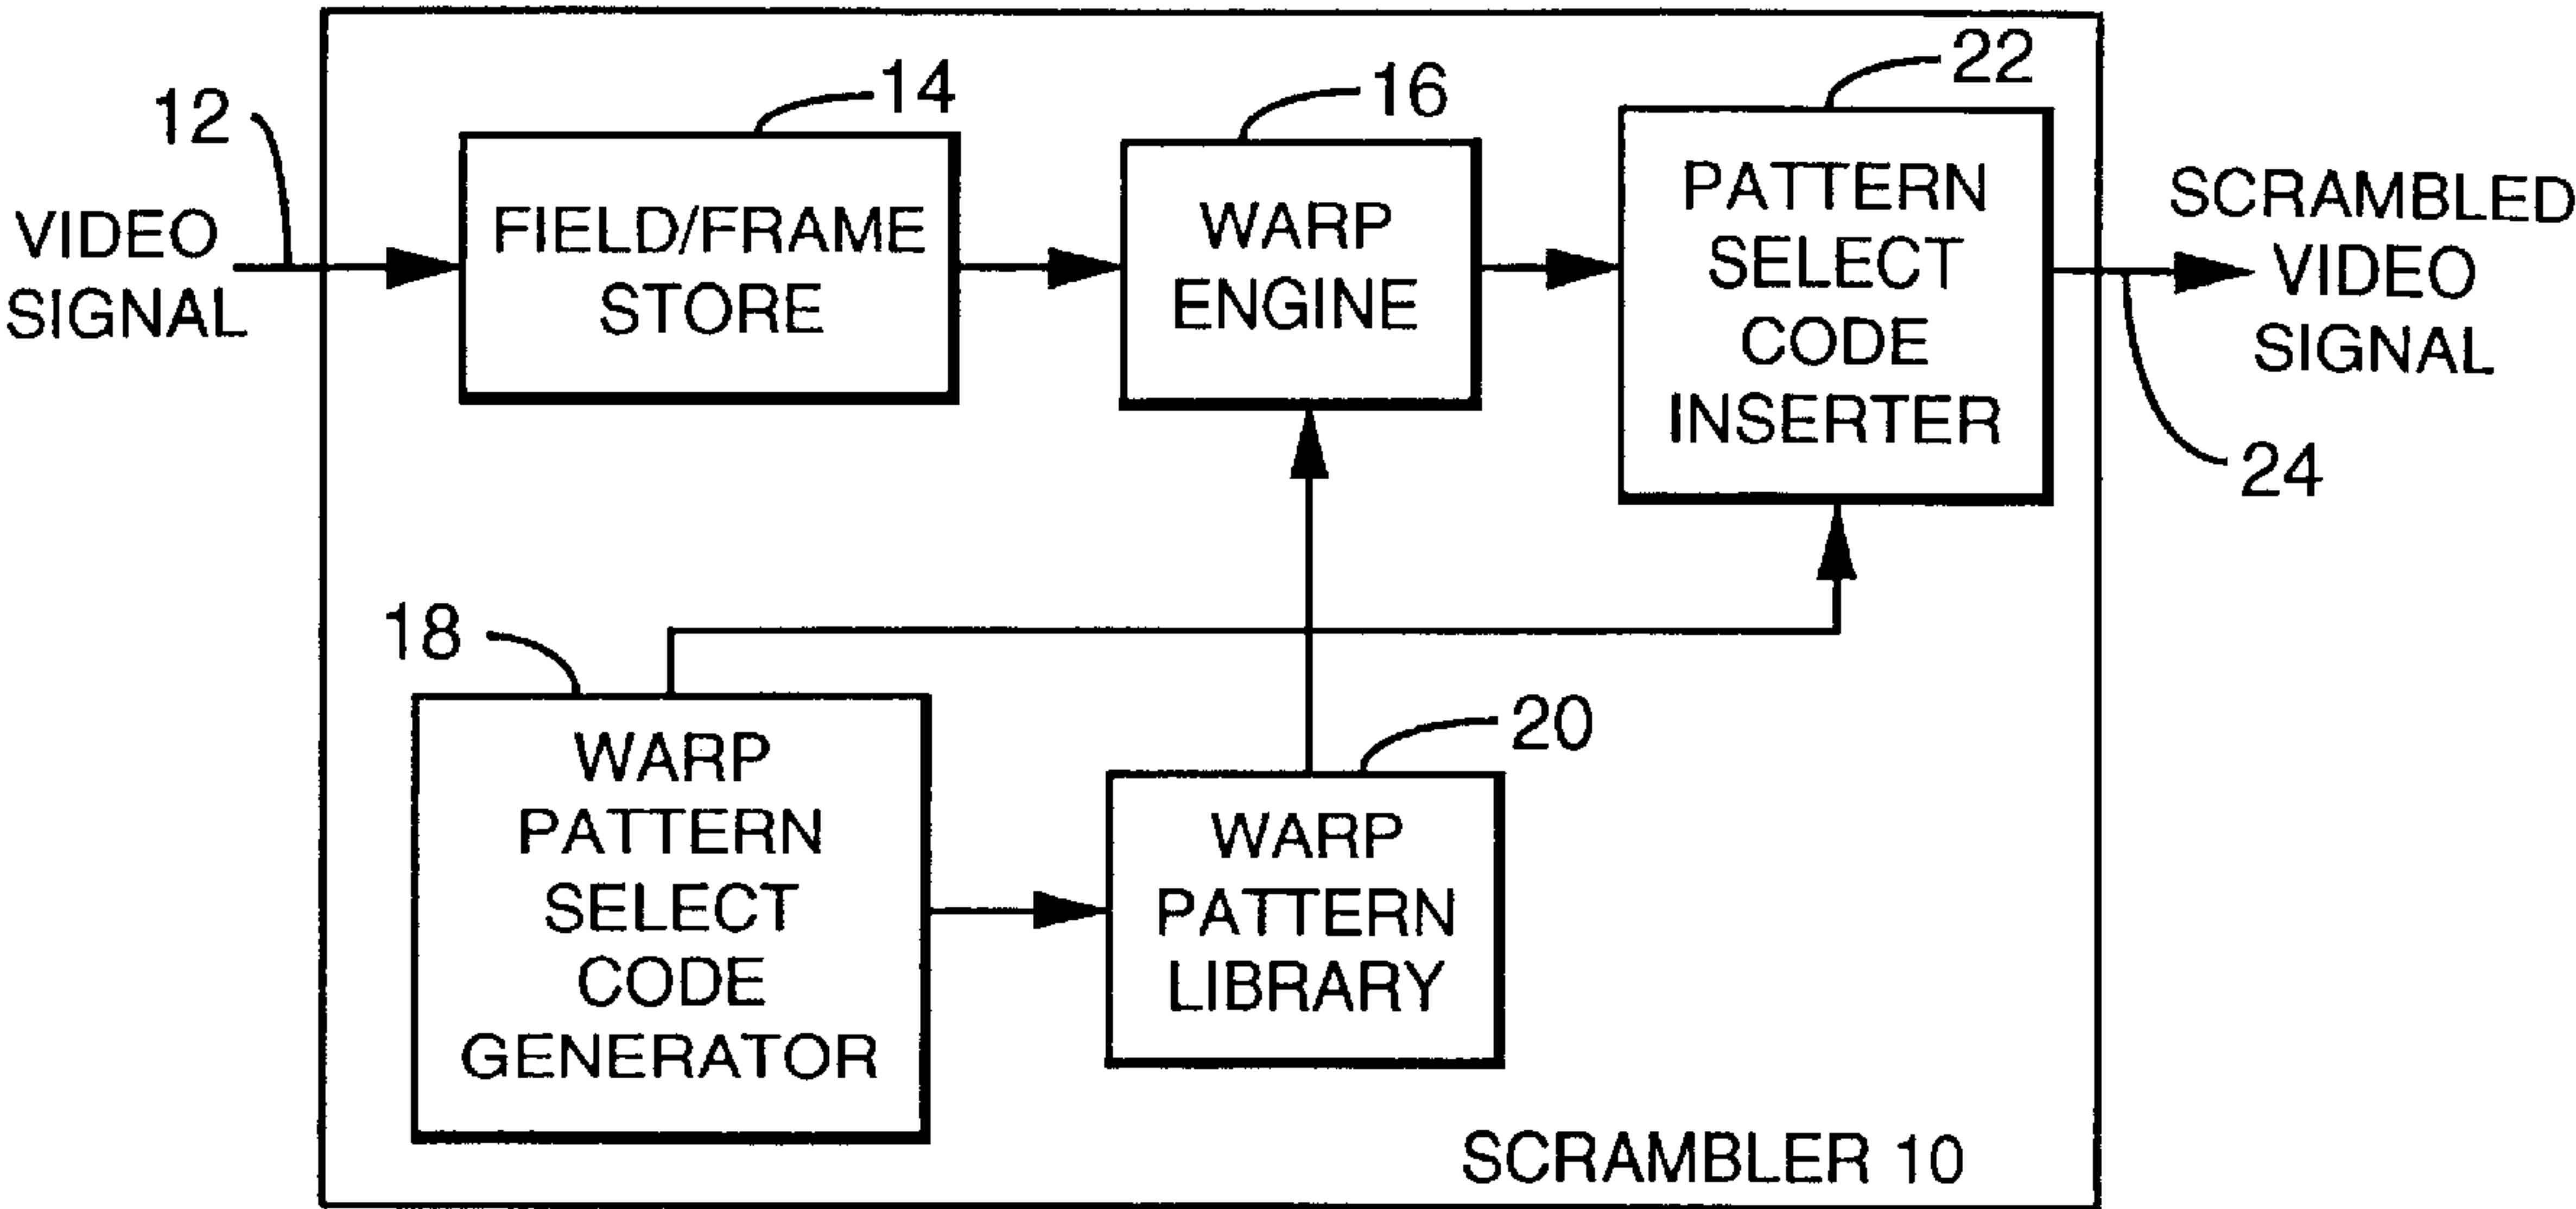 12
VIDEO
SIGNAL
14
FIELD/FRAME
STORE
16
WARP
ENGINE
22
PATTERN
SELECT
CODE
INSERTER
SCRAMBLED
VIDEO
SIGNAL
24
18
WARP
PATTERN
SELECT
CODE
GENERATOR
20
WARP
PATTERN
LIBRARY
SCRAMBLER 10